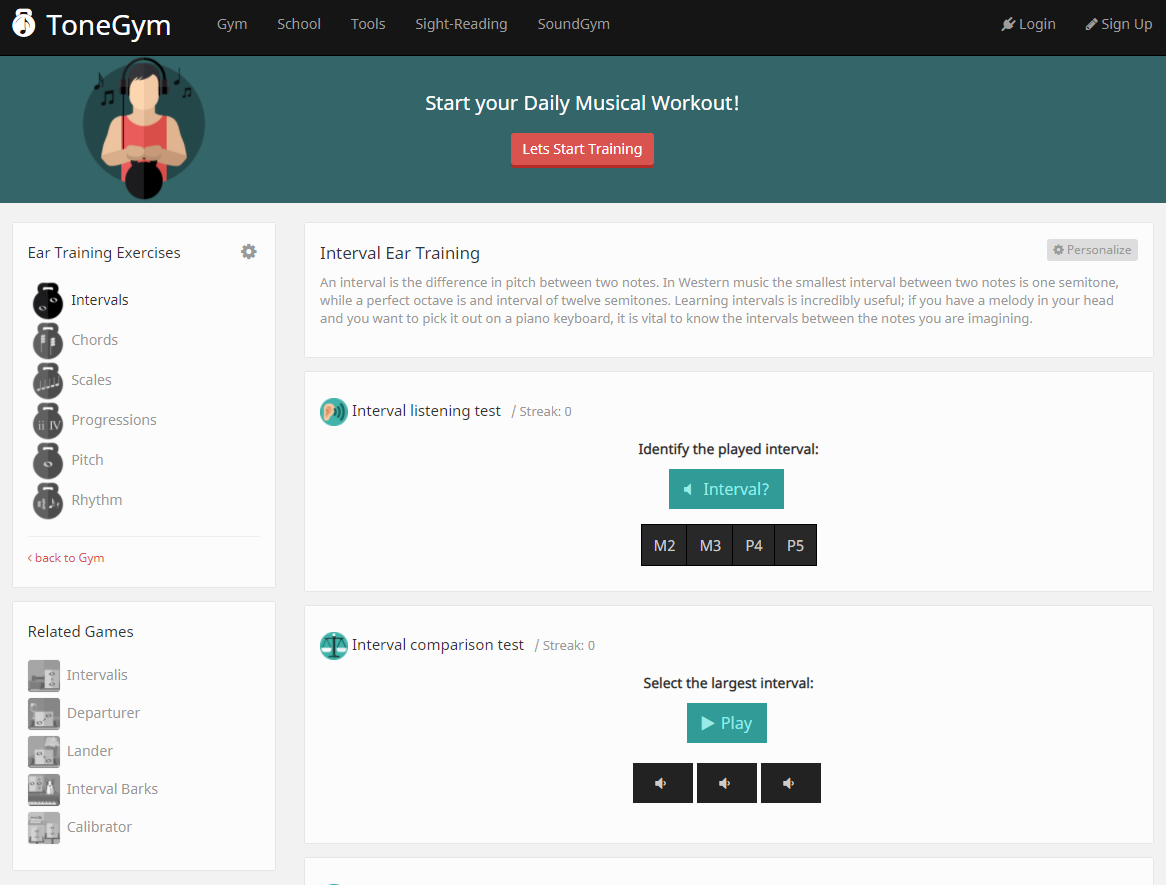 ToneGym
Gym School Tools Sight-Reading SoundGym
Login Sign Up
Start your Daily Musical Workout!
Lets Start Training
Ear Training Exercises
Intervals
Chords
Scales
ii IV Progressions
Pitch
Rhythm
‹ back to Gym
Related Games
Intervalis
Departurer
Lander
Interval Barks
Calibrator
Interval Ear Training
Personalize
An interval is the difference in pitch between two notes. In Western music the smallest interval between two notes is one semitone,
while a perfect octave is and interval of twelve semitones. Learning intervals is incredibly useful; if you have a melody in your head
and you want to pick it out on a piano keyboard, it is vital to know the intervals between the notes you are imagining.
Interval listening test / Streak: 0
Identify the played interval:
Interval?
M2 M3 P4 P5
Interval comparison test / Streak: 0
Select the largest interval:
Play